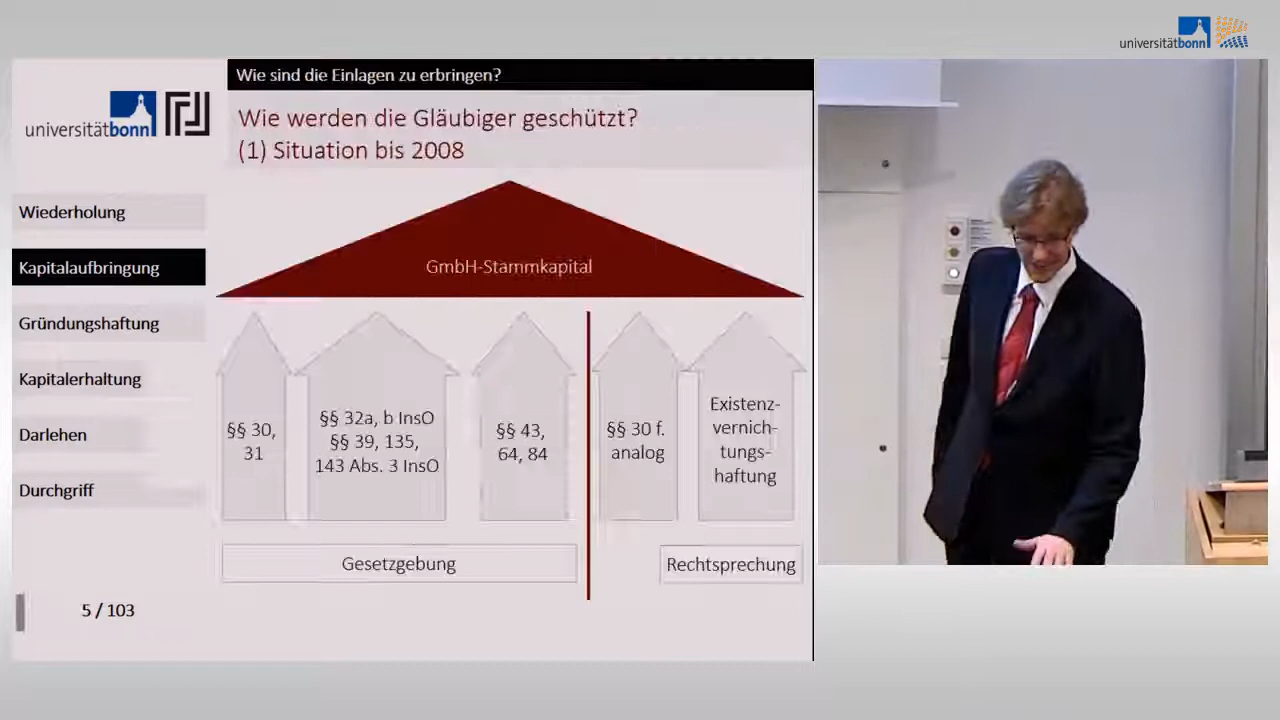 universitätbonn
Wie sind die Einlagen zu erbringen?
universitätbonn
Wie werden die Gläubiger geschützt?
(1) Situation bis 2008
Wiederholung
Kapitalaufbringung
Gründungshaftung
Kapitalerhaltung
Darlehen
Durchgriff
GmbH-Stammkapital
§§ 30,
31
§§ 32a, b InsO
§§ 39, 135,
143 Abs. 3 InsO
§§ 43,
64, 84
§§ 30 f.
analog
Existenz-
vernich-
tungs-
haftung
Gesetzgebung
Rechtsprechung
5 / 103